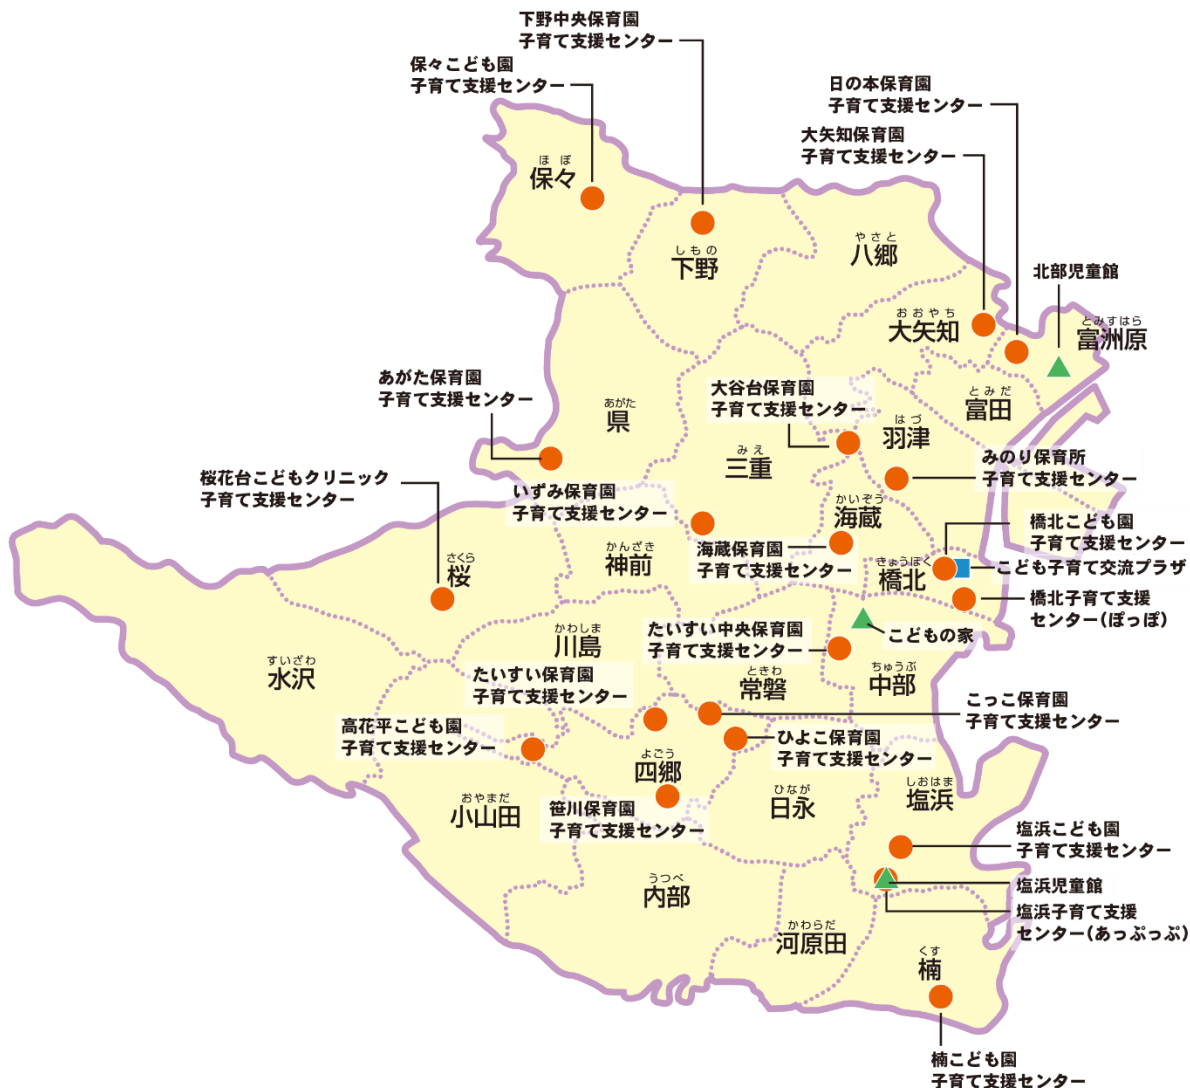 下野中央保育園
子育て支援センター
保々こども園
子育て支援センター
日の本保育園
子育て支援センター
大矢知保育園
子育て支援センター
ほぼ
保々
しもの
下野
やさと
八郷
北部児童館
おおやち
大矢知
とみすはら
富洲原
あがた保育園
子育て支援センター
あがた
県
大谷台保育園
子育て支援センター
とみだ
富田
はづ
羽津
みえ
三重
みのり保育所
子育て支援センター
桜花台こどもクリニック
子育て支援センター
いずみ保育園
子育て支援センター
かいぞう
海蔵
橋北こども園
子育て支援センター
海蔵保育園
子育て支援センター
かんざき
神前
さくら
桜
きょうほく
橋北
こども子育て交流プラザ
橋北子育て支援
センター(ぽっぽ)
こどもの家
たいすい中央保育園
子育て支援センター
かわしま
川島
すいざわ
水沢
ちゅうぶ
中部
ときわ
常磐
たいすい保育園
子育て支援センター
こっこ保育園
子育て支援センター
高花平こども園
子育て支援センター
ひよこ保育園
子育て支援センター
よごう
四郷
しおはま
塩浜
ひなが
日永
おやまだ
小山田
笹川保育園
子育て支援センター
塩浜こども園
子育て支援センター
塩浜児童館
塩浜子育て支援
センター(あっぷっぷ)
うつべ
内部
かわらだ
河原田
くす
楠
楠こども園
子育て支援センター